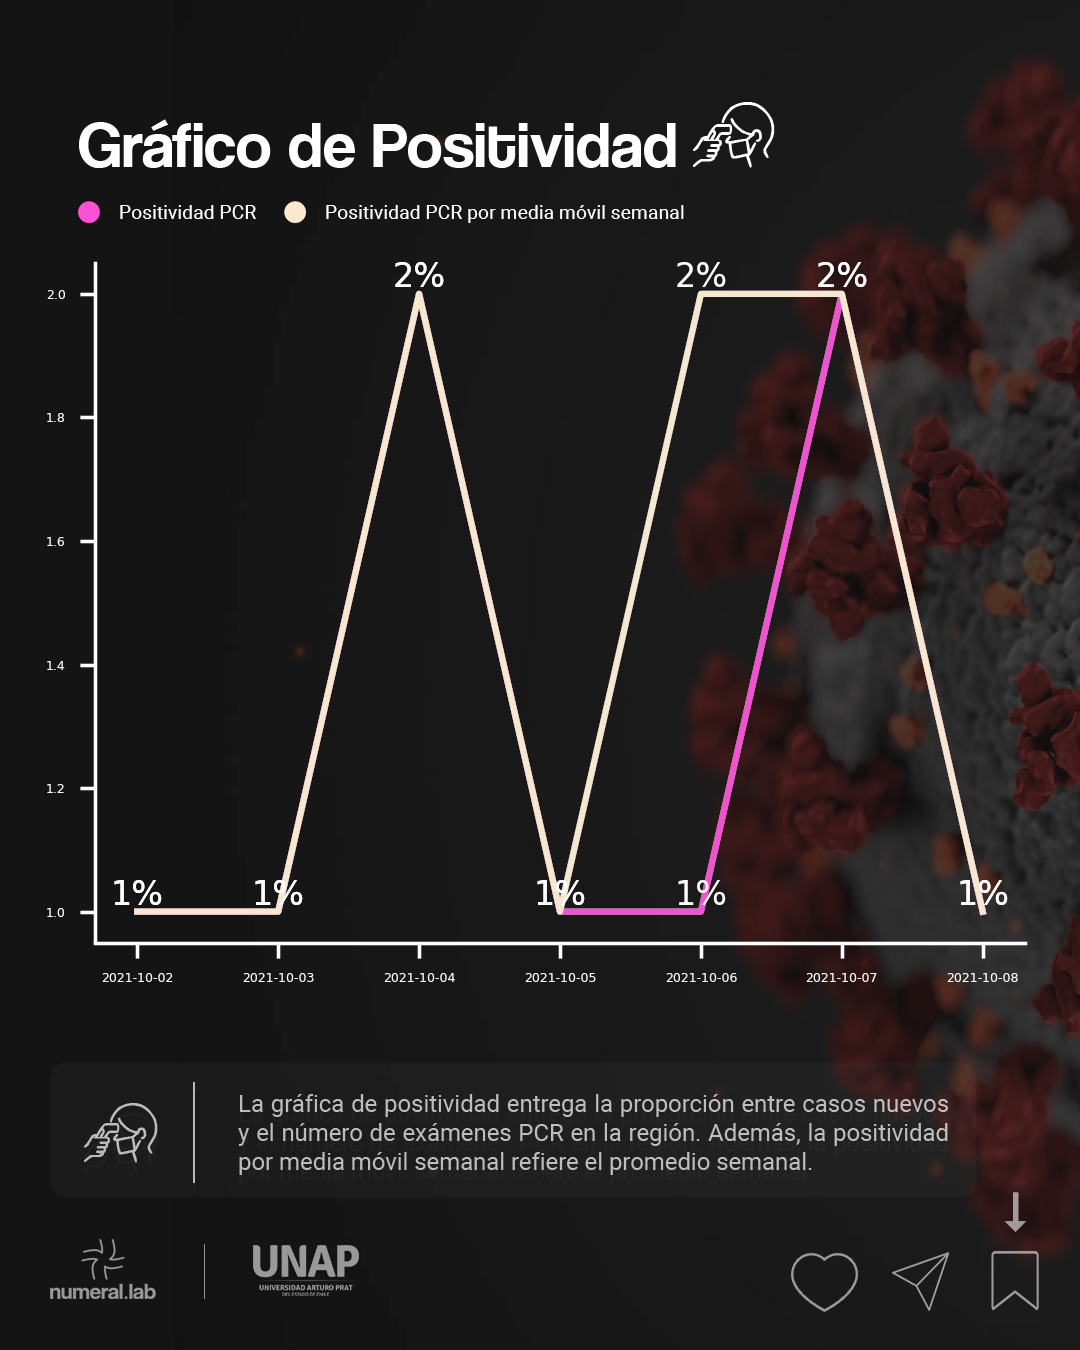 Gráfico de Positividad
Positividad PCR
Positividad PCR por media móvil semanal
2%
2%
2%
2.0
1.8
1.6
1.4
1.2
1%
1%
1%
1%
1%
1.0
2021-10-02
2021-10-03
2021-10-04
2021-10-05
2021-10-06
2021-10-07
2021-10-08
La gráfica de positividad entrega la proporción entre casos nuevos
y el número de exámenes PCR en la región. Además, la positividad
por media móvil semanal refiere el promedio semanal.
numeral.lab
UNAP
UNIVERSIDAD ARTURO PRAT
DEL ESTADO DE CHILE